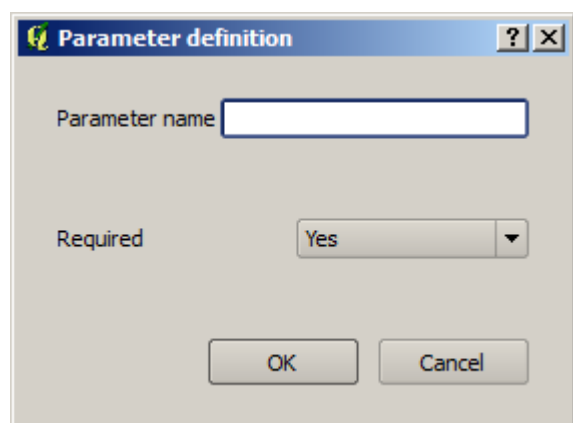 Parameter definition
?
Parameter name
Required
Yes
OK
Cancel